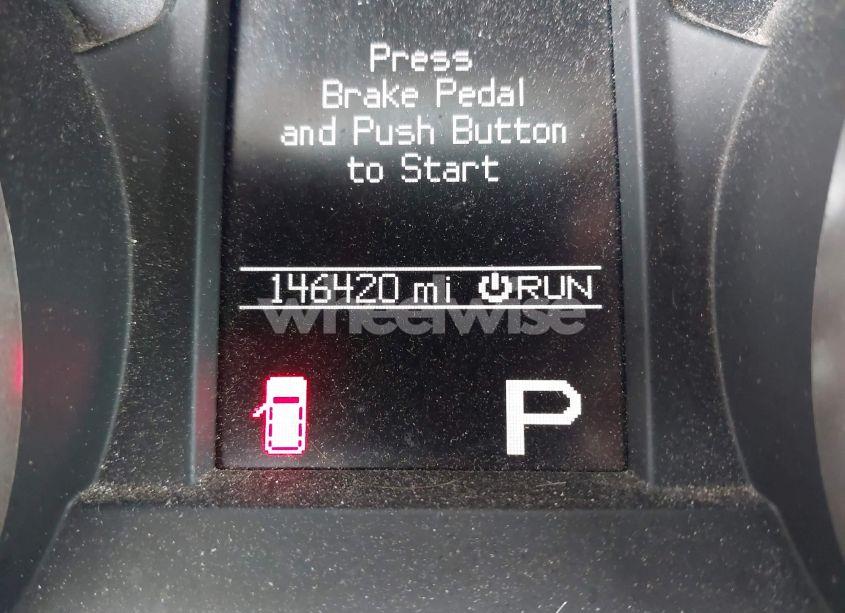 Press
Brake Pedal
and Push Button
to Start
146420 mi RUN
wheelwise
P